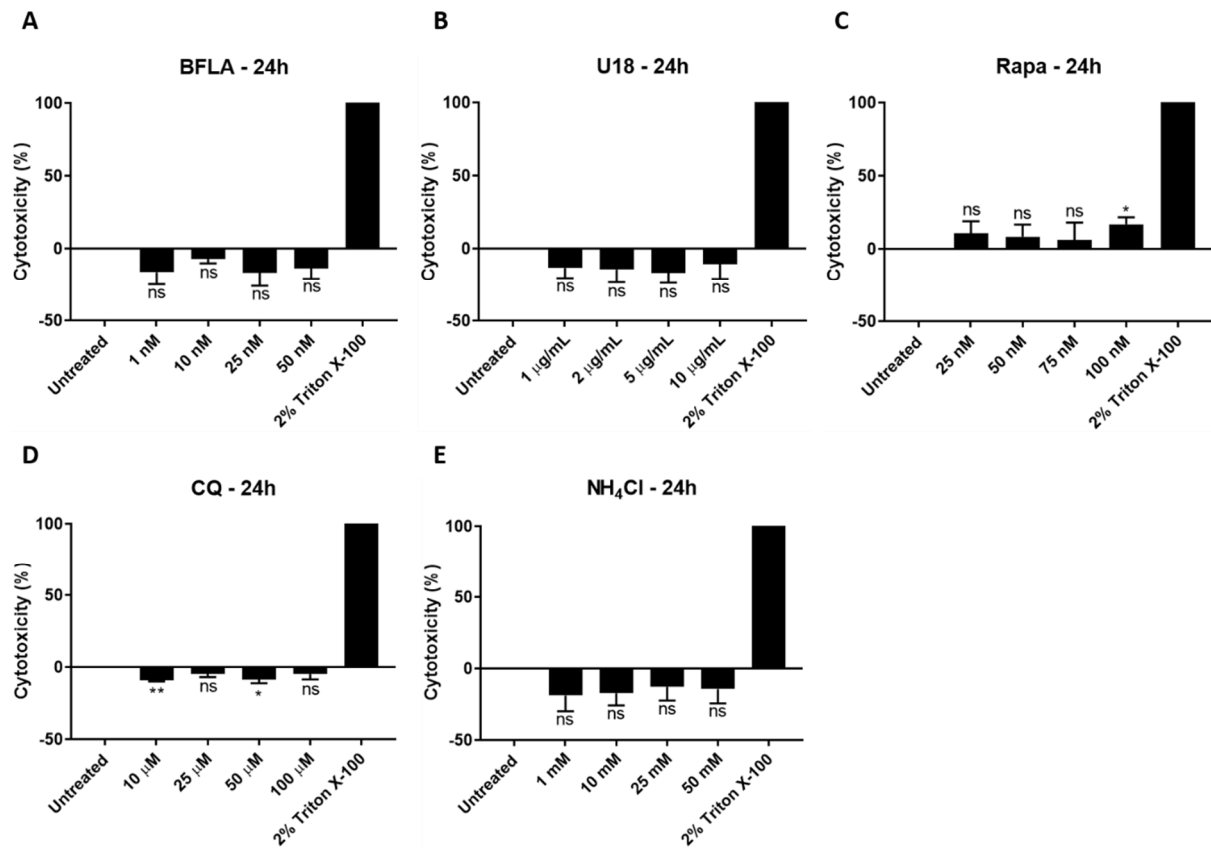 A
BFLA - 24h
Cytotoxicity (%)
100
50
0
-50
ns
ns
ns
ns
Untreated
1 nM
10 nM
25 nM
50 nM
2% Triton X-100
B
U18 - 24h
Cytotoxicity (%)
100
50
0
-50
ns
ns
ns
ns
Untreated
1 μg/mL
2 μg/mL
5 μg/mL
10 μg/mL
2% Triton X-100
C
Rapa - 24h
Cytotoxicity (%)
100
50
0
-50
ns
ns
ns
*
Untreated
25 nM
50 nM
75 nM
100 nM
2% Triton X-100
D
CQ - 24h
Cytotoxicity (%)
100
50
0
-50
**
ns
*
ns
Untreated
10 μM
25 μM
50 μM
100 μM
2% Triton X-100
E
NH₄Cl - 24h
Cytotoxicity (%)
100
50
0
-50
ns
ns
ns
ns
Untreated
1 mM
10 mM
25 mM
50 mM
2% Triton X-100